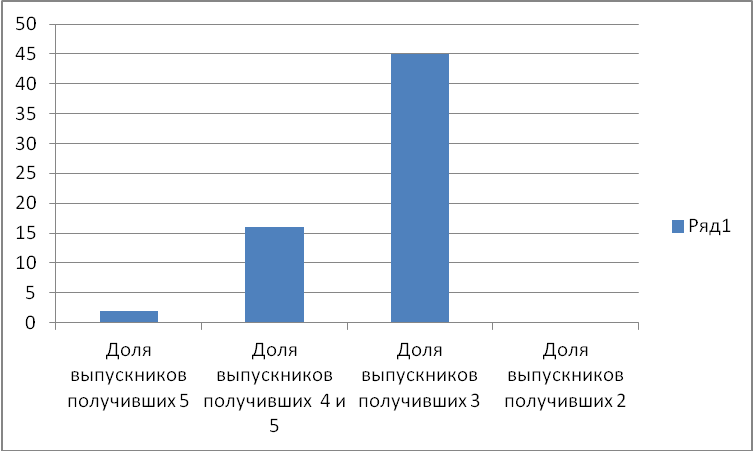 50
45
40
35
30
25
20
15
10
5
0
Доля
выпускников
получивших 5
Доля
выпускников
получивших 4 и
5
Доля
выпускников
получивших 3
Доля
выпускников
получивших 2
Ряд1